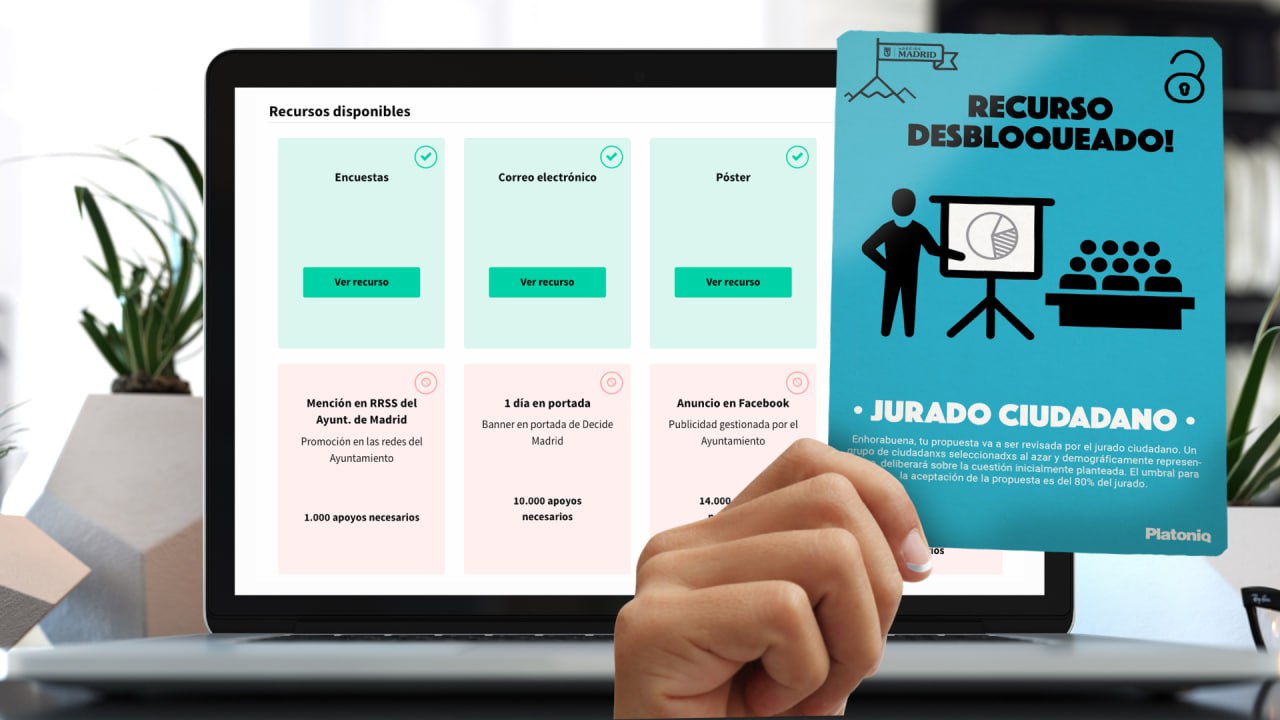 Recursos disponibles
Encuestas
Ver recurso
Correo electrónico
Ver recurso
Póster
Ver recurso
Mención en RRSS del
Ayunt. de Madrid
Promoción en las redes del
Ayuntamiento
1.000 apoyos necesarios
1 día en portada
Banner en portada de Decide
Madrid
10.000 apoyos
necesarios
Anuncio en Facebook
Publicidad gestionada por el
Ayuntamiento
14.000
MADRID
RECURSO
DESBLOQUEADO!
• JURADO CIUDADANO •
Enhorabuena, tu propuesta va a ser revisada por el jurado ciudadano. Un
grupo de ciudadanxs seleccionadxs al azar y demográficamente represen-
deliberará sobre la cuestión inicialmente planteada. El umbral para
la aceptación de la propuesta es del 80% del jurado.
Platoniq
Ray-Ban